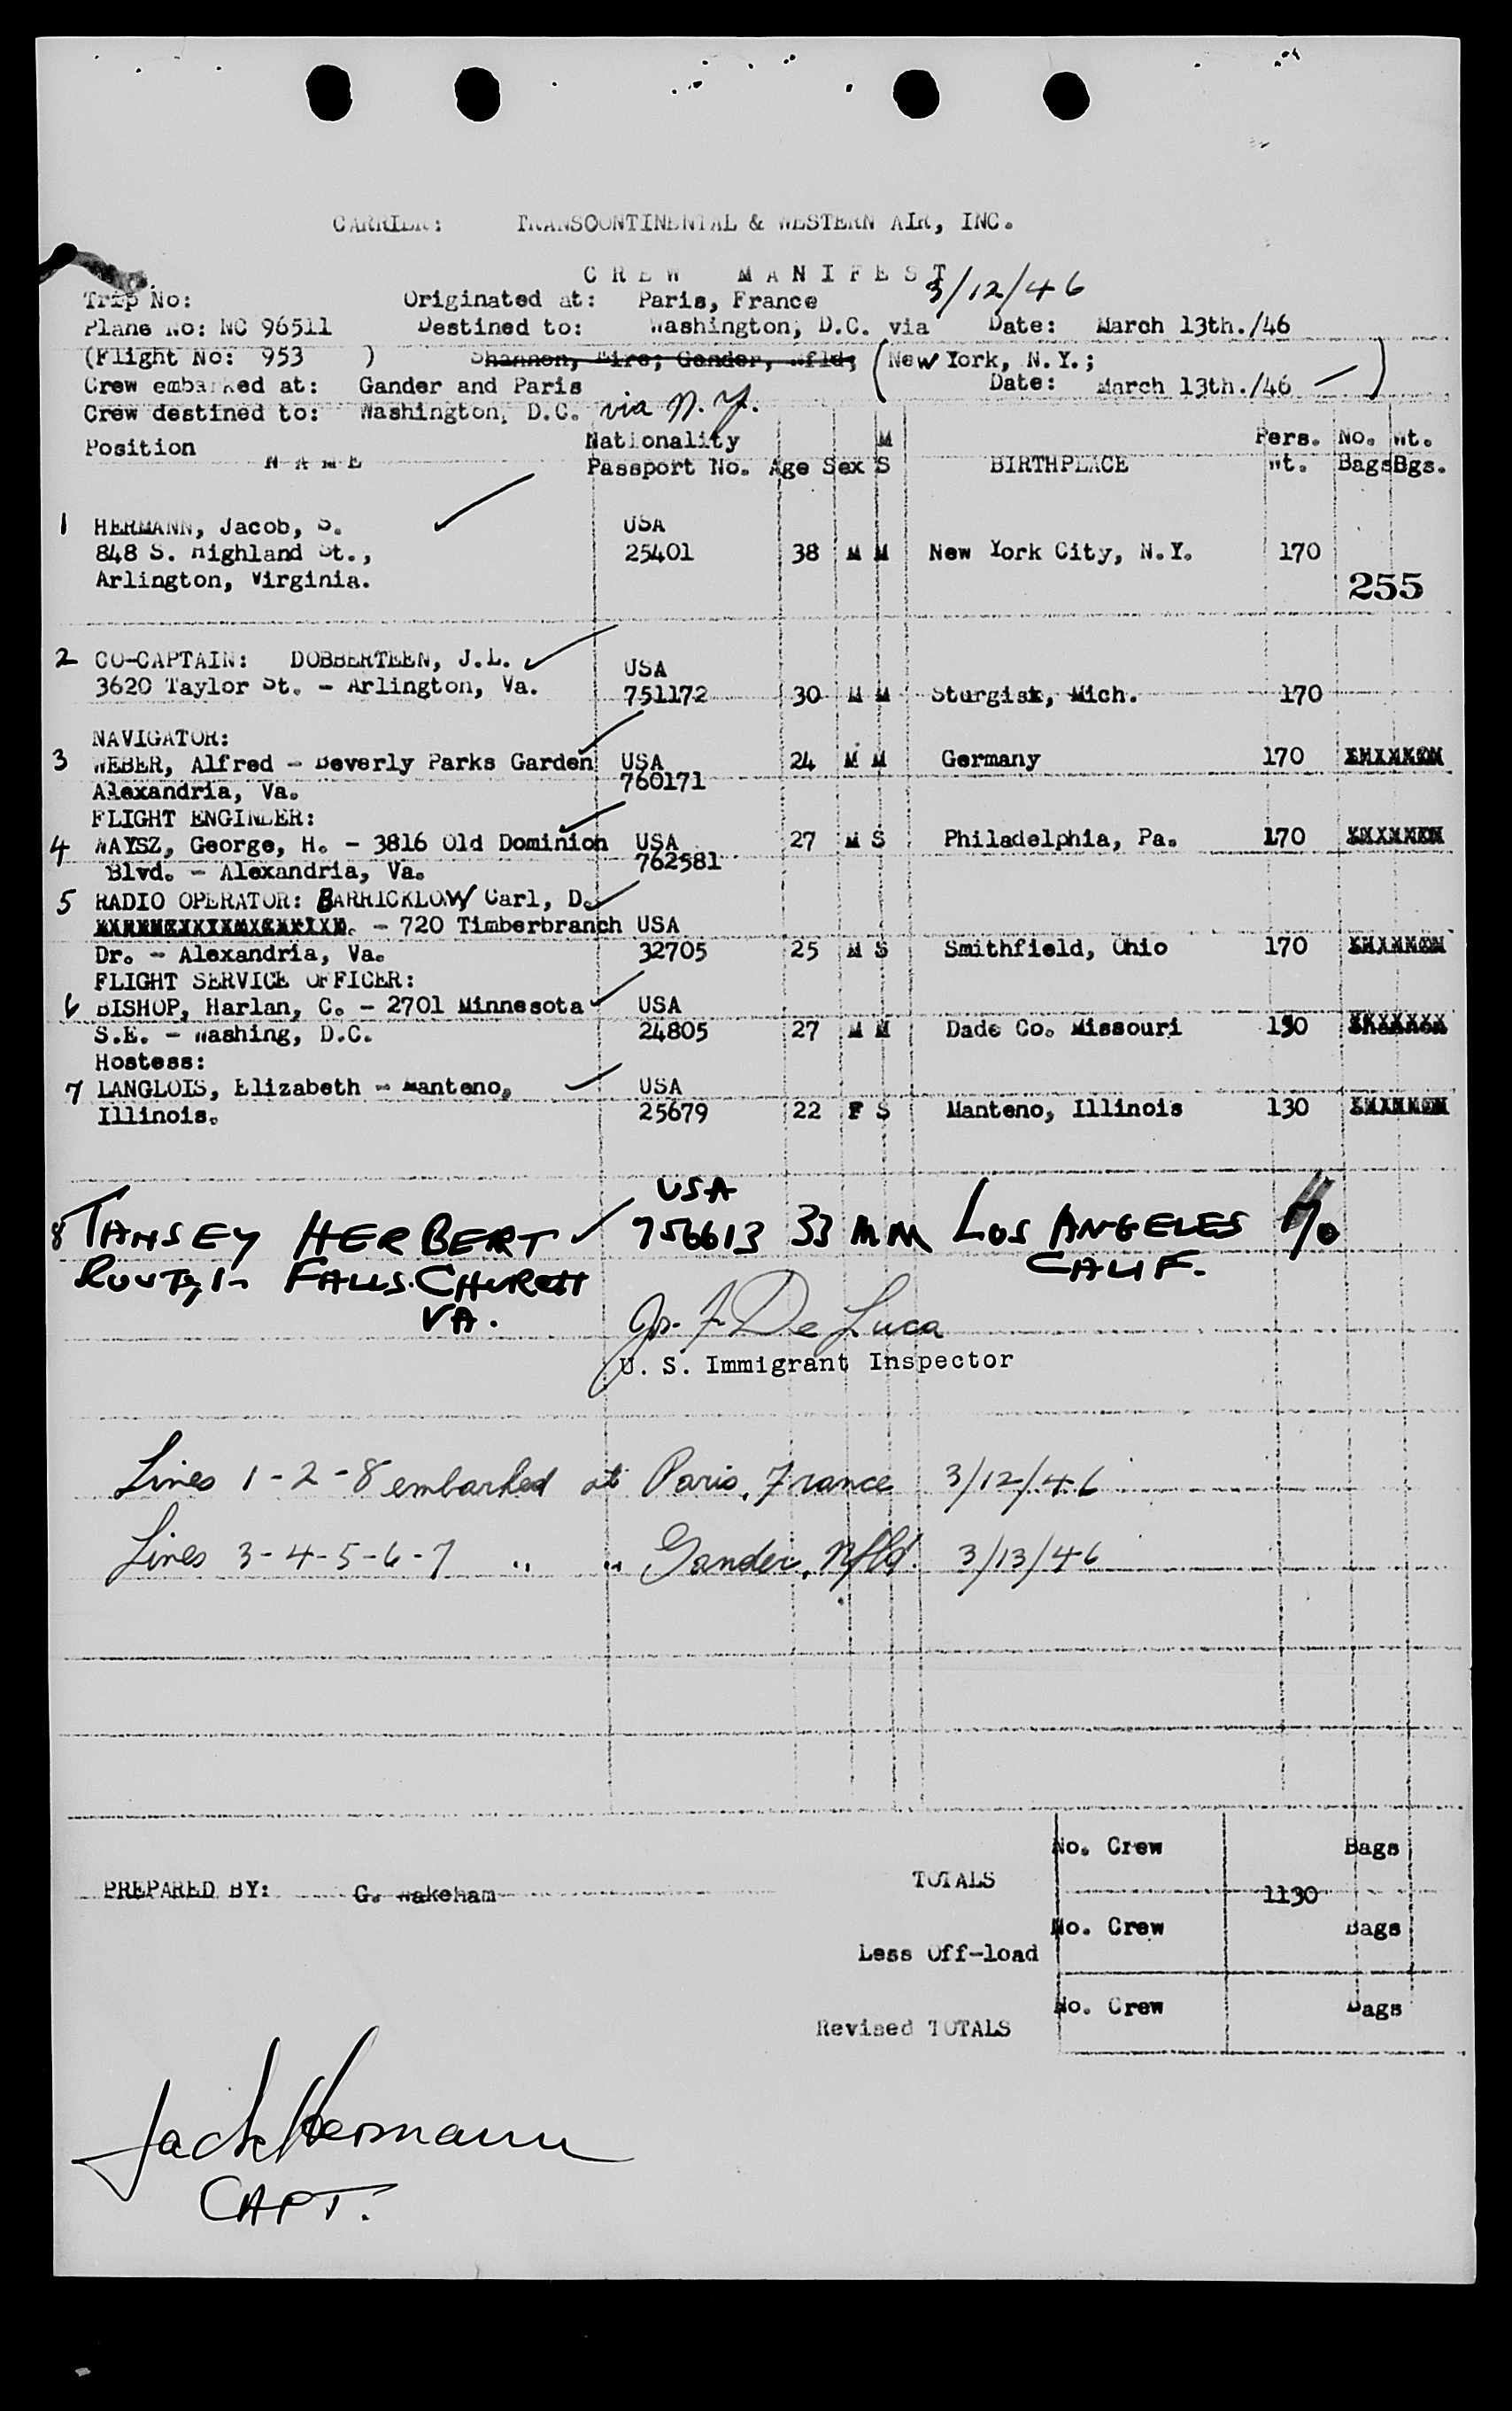 CARRIER: TRANSCONTINENTAL & WESTERN AIR, INC.
CREW MANIFEST
3/12/46
Trip No: Originated at: Paris, France
Plane No: NC 96511 Destined to: Washington, D.C. via Date: March 13th./46
(Flight No: 953 ) Shannon, Eire; Gander, Nfld; (New York, N.Y.;
Crew embarked at: Gander and Paris Date: March 13th./46 )
Crew destined to: Washington, D.C. via N.Y.
Position NAME Nationality M Pers. No. Wt.
Passport No. Age Sex S BIRTHPLACE Wt. Bags Bgs.
1 HERMANN, Jacob, S. USA
848 S. Highland St., 25401 38 M M New York City, N.Y. 170
Arlington, Virginia.
255
2 CO-CAPTAIN: DOBBERTEEN, J.L. USA
3620 Taylor St. - Arlington, Va. 751172 30 M M Sturgisk, Mich. 170
NAVIGATOR:
3 WEBER, Alfred - Beverly Parks Garden USA 24 M M Germany 170
Alexandria, Va. 760171
FLIGHT ENGINEER:
4 WAYSZ, George, H. - 3816 Old Dominion USA 27 M S Philadelphia, Pa. 170
Blvd. - Alexandria, Va. 762581
5 RADIO OPERATOR: BARRICKLOW Carl, D.
- 720 Timberbranch USA
Dr. - Alexandria, Va. 32705 25 M S Smithfield, Ohio 170
FLIGHT SERVICE OFFICER:
6 BISHOP, Harlan, C. - 2701 Minnesota USA
S.E. - Washing, D.C. 24805 27 M M Dade Co. Missouri
Hostess:
7 LANGLOIS, Elizabeth - Manteno, USA
Illinois. 25679 22 F S Manteno, Illinois 130
USA
8 TANSEY HERBERT 756613 33 M M LOS ANGELES
ROUTE 1- FALLS CHURCH CALIF.
VA.
Jos. F. De Luca
U. S. Immigrant Inspector
Lines 1-2-8 embarked at Paris, France 3/12/46
Lines 3-4-5-6-7 " " Gander, Nfld. 3/13/46
No. Crew Bags
PREPARED BY: G. Wakeham TOTALS
1130
No. Crew Bags
Less Off-load
No. Crew Bags
Revised TOTALS
Jack Hermann
CAPT.